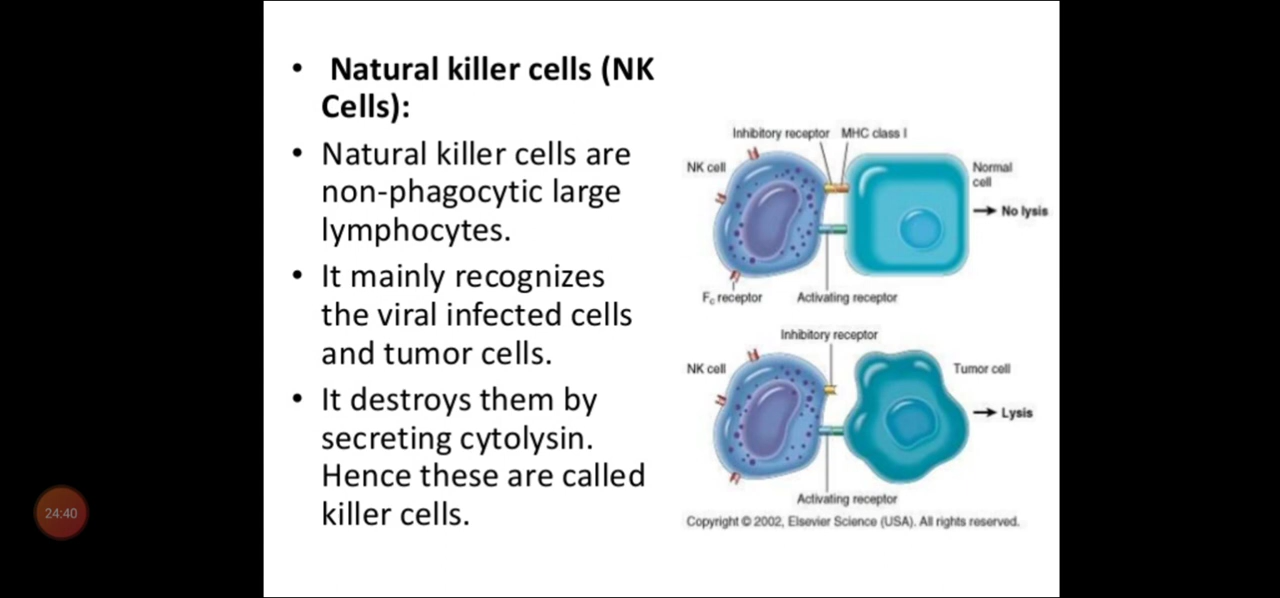 • Natural killer cells (NK
Cells):
• Natural killer cells are
non-phagocytic large
lymphocytes.
• It mainly recognizes
the viral infected cells
and tumor cells.
• It destroys them by
secreting cytolysin.
Hence these are called
killer cells.
Inhibitory receptor MHC class I
NK cell
Normal
cell
→ No lysis
Fc receptor
Activating receptor
Inhibitory receptor
NK cell
Tumor cell
→ Lysis
Activating receptor
Copyright © 2002, Elsevier Science (USA). All rights reserved.
24:40